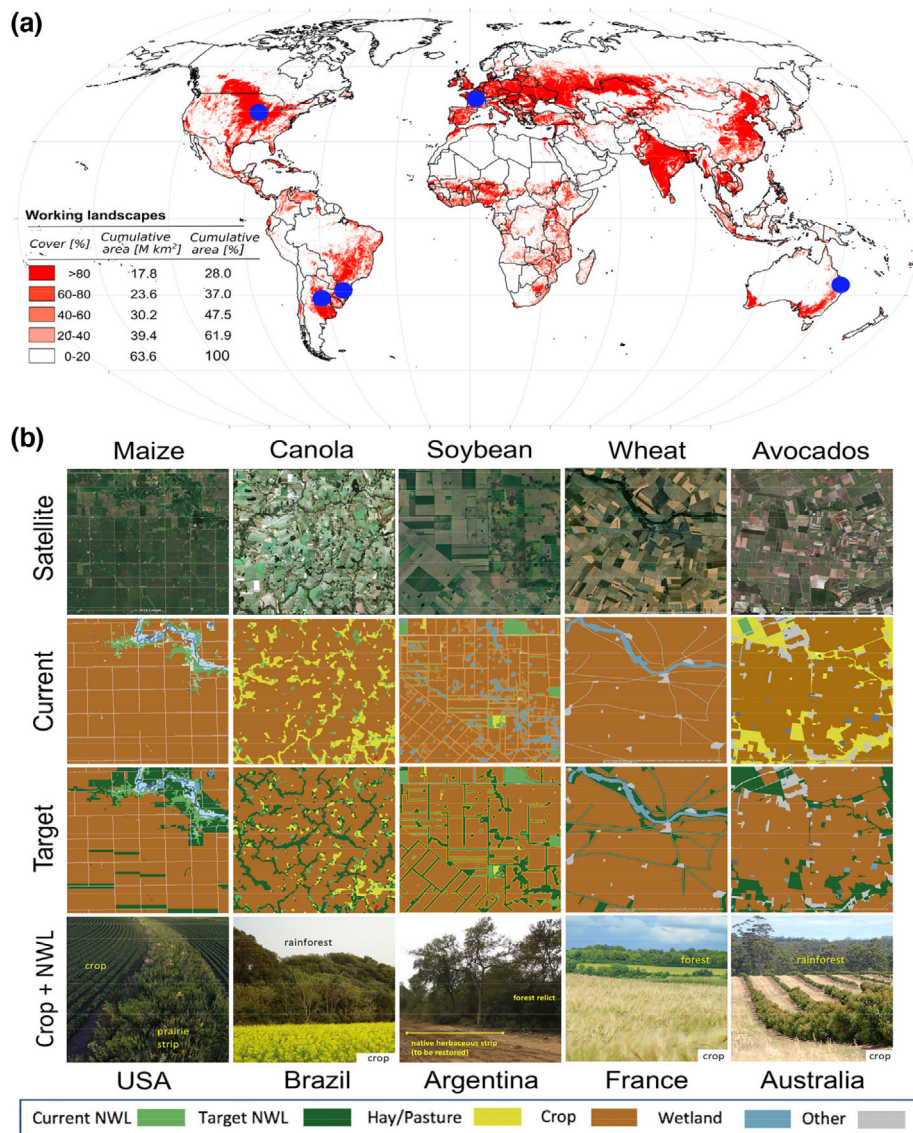 (a)
Working landscapes
Cover [%] Cumulative area [M km²] Cumulative area [%]
>80 17.8 28.0
60-80 23.6 37.0
40-60 30.2 47.5
20-40 39.4 61.9
0-20 63.6 100
(b)
Maize Canola Soybean Wheat Avocados
Satellite
Current
Target
Crop + NWL
crop
prairie
strip
rainforest
crop
forest relict
native herbaceous strip
(to be restored)
forest
crop
rainforest
crop
USA Brazil Argentina France Australia
Current NWL Target NWL Hay/Pasture Crop Wetland Other